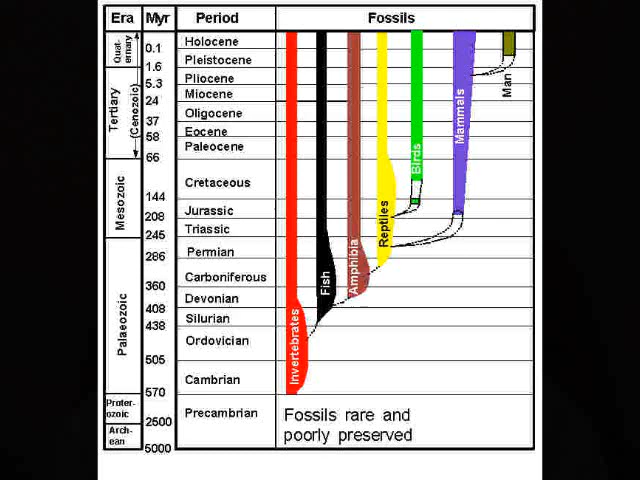 Era Myr Period Fossils
Quat-
ernary
Holocene
0.1
Pleistocene
1.6
Pliocene
5.3
Miocene
24
Oligocene
37
Eocene
58
Paleocene
66
Tertiary
(Cenozoic)
Cretaceous
144
Jurassic
208
Triassic
245
Mesozoic
Permian
286
Carboniferous
360
Devonian
408
Silurian
438
Ordovician
505
Cambrian
570
Palaeozoic
Proter-
ozoic
Precambrian
2500
Arch-
ean
5000
Invertebrates
Fish
Amphibia
Reptiles
Birds
Mammals
Man
Fossils rare and
poorly preserved